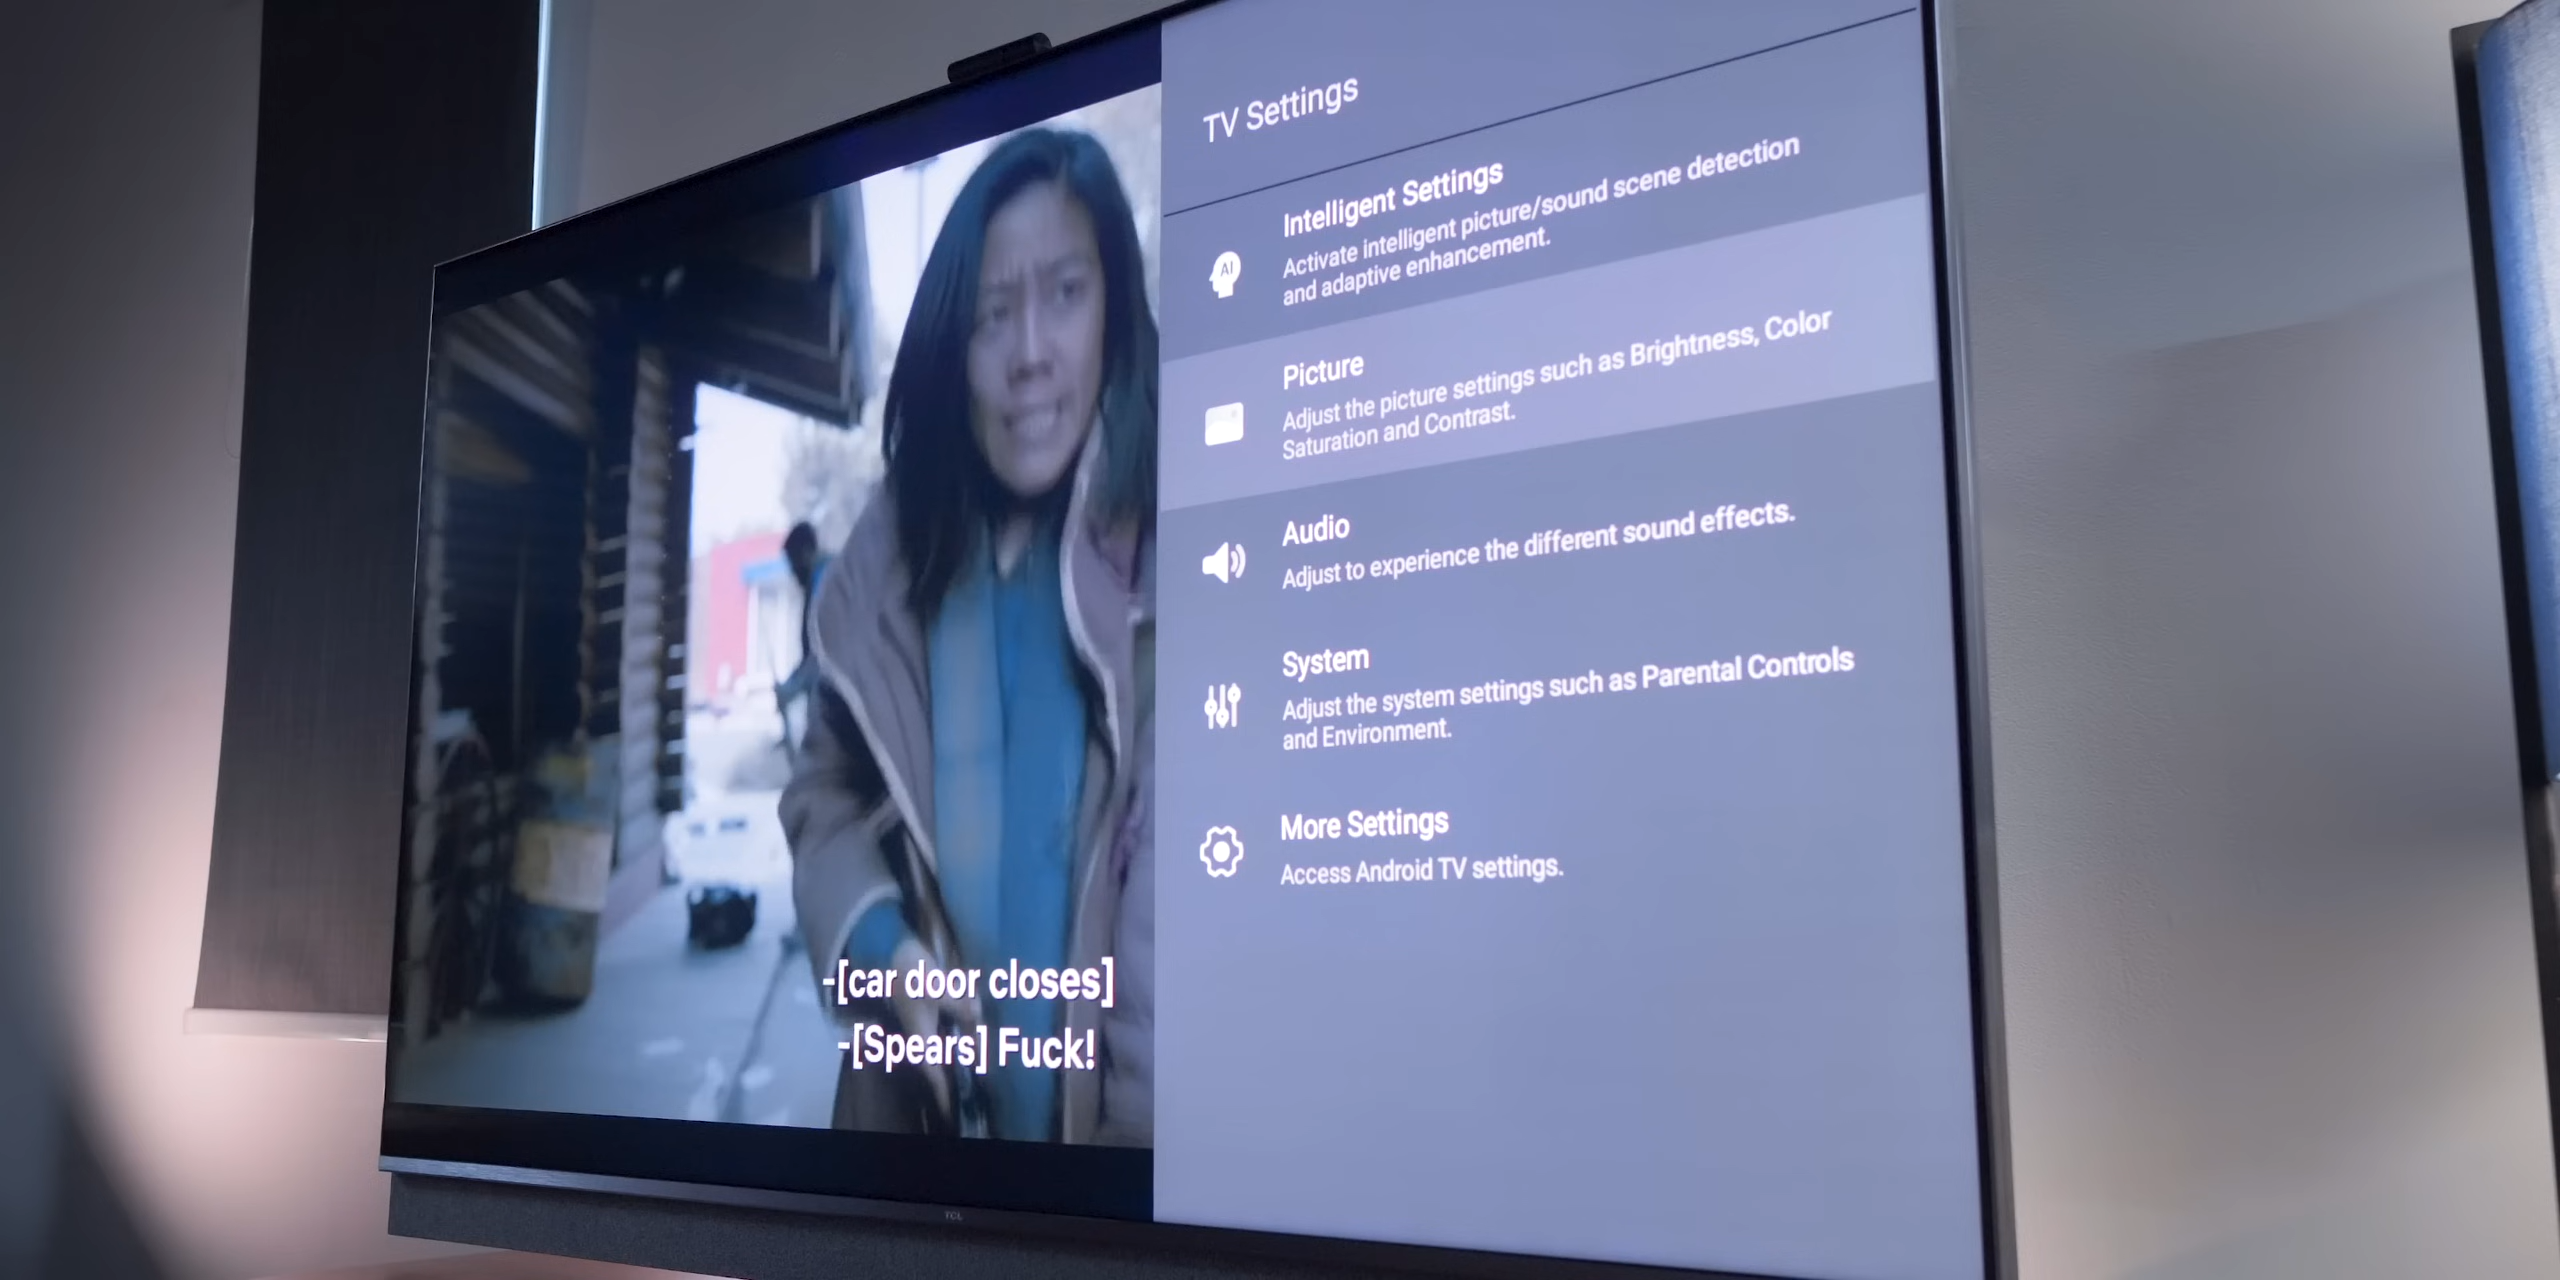 TV Settings
Intelligent Settings
Activate intelligent picture/sound scene detection
and adaptive enhancement.
AI
Picture
Adjust the picture settings such as Brightness, Color
Saturation and Contrast.
Audio
Adjust to experience the different sound effects.
System
Adjust the system settings such as Parental Controls
and Environment.
More Settings
Access Android TV settings.
-[car door closes]
-[Spears] Fuck!
TCL